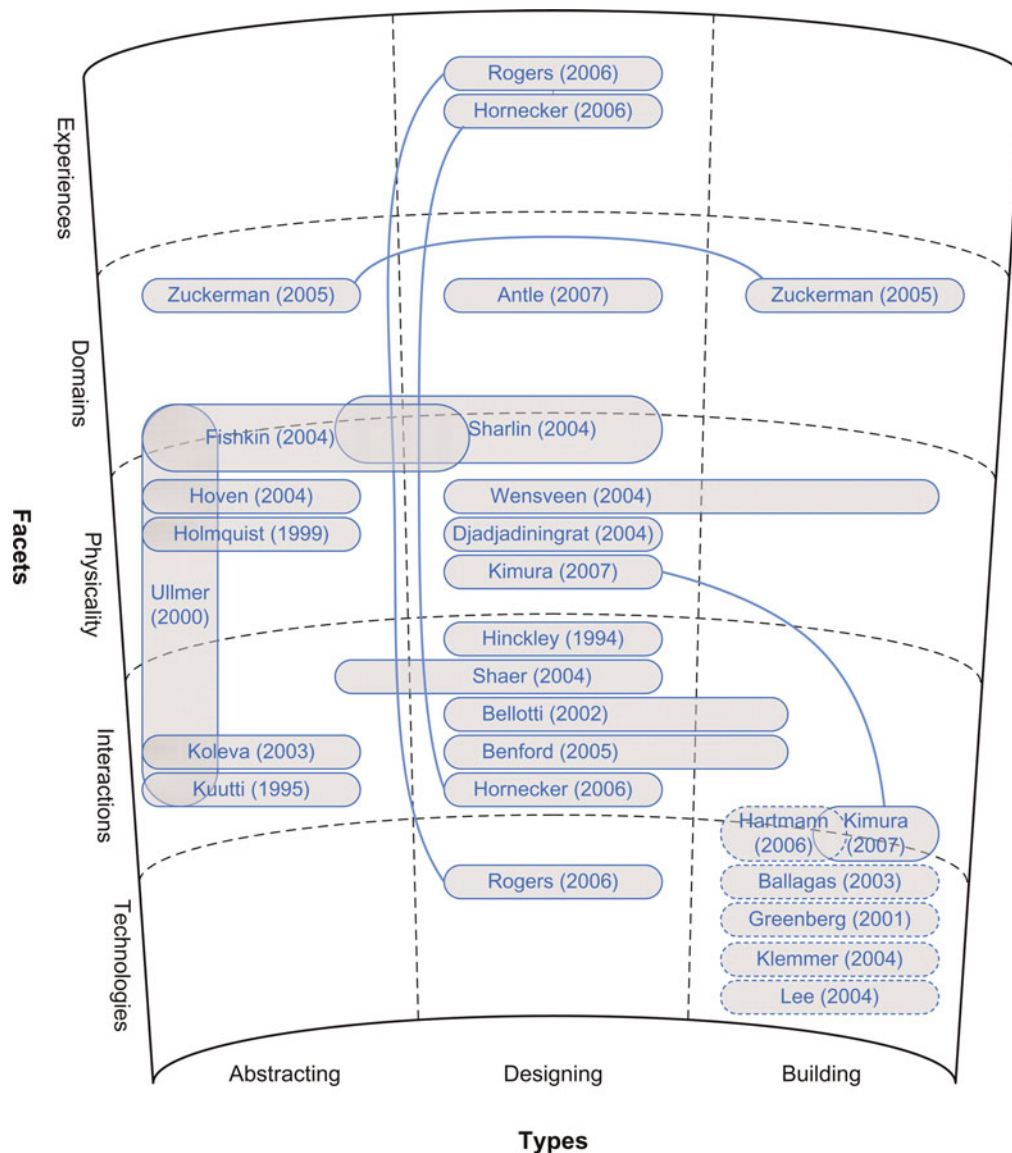 Experiences
Rogers (2006)
Hornecker (2006)
Domains
Zuckerman (2005)
Antle (2007)
Zuckerman (2005)
Fishkin (2004)
Sharlin (2004)
Facets
Physicality
Hoven (2004)
Wensveen (2004)
Holmquist (1999)
Djadjadiningrat (2004)
Ullmer
(2000)
Kimura (2007)
Interactions
Hinckley (1994)
Shaer (2004)
Bellotti (2002)
Koleva (2003)
Benford (2005)
Kuutti (1995)
Hornecker (2006)
Hartmann
(2006)
Kimura
(2007)
Technologies
Rogers (2006)
Ballagas (2003)
Greenberg (2001)
Klemmer (2004)
Lee (2004)
Abstracting
Designing
Building
Types